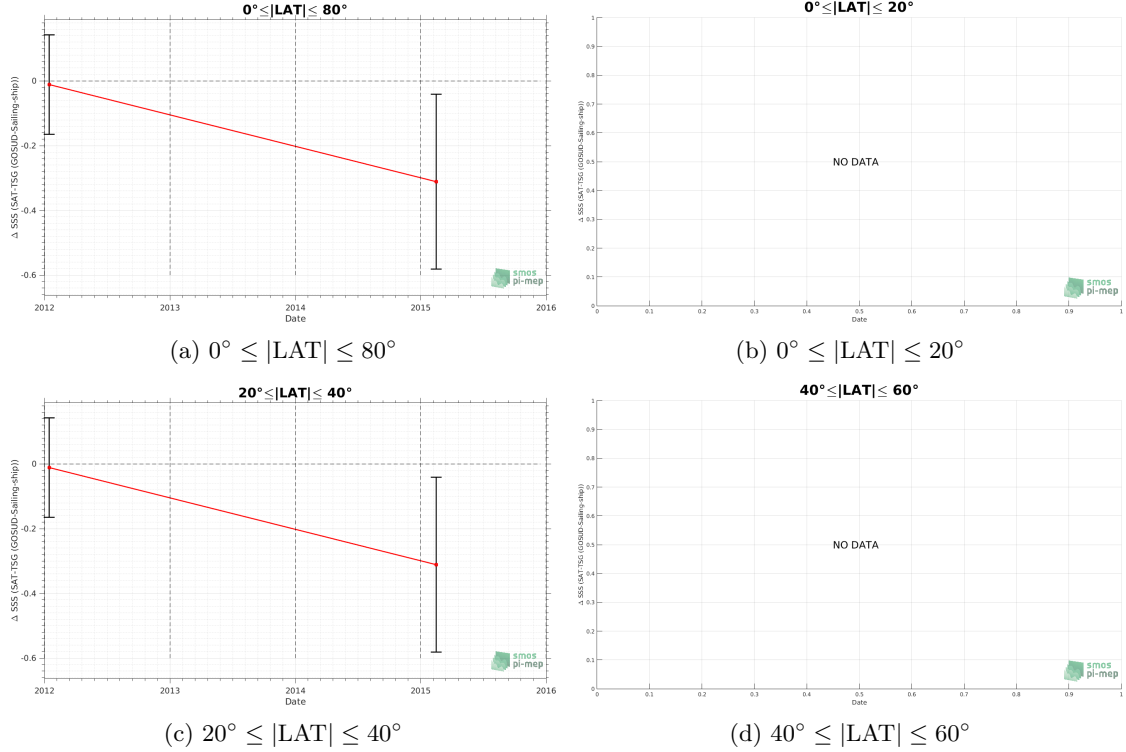 0°≤|LAT|≤ 80°
Δ SSS (SAT-TSG (GOSUD-Sailing-ship))
0
-0.2
-0.4
-0.6
2012 2013 2014 2015 2016
Date
smos
pi-mep
(a) 0° ≤ |LAT| ≤ 80°
0°≤|LAT|≤ 20°
Δ SSS (SAT-TSG (GOSUD-Sailing-ship))
1
0.9
0.8
0.7
0.6
0.5
0.4
0.3
0.2
0.1
0
NO DATA
0 0.1 0.2 0.3 0.4 0.5 0.6 0.7 0.8 0.9 1
Date
smos
pi-mep
(b) 0° ≤ |LAT| ≤ 20°
20°≤|LAT|≤ 40°
Δ SSS (SAT-TSG (GOSUD-Sailing-ship))
0
-0.2
-0.4
-0.6
2012 2013 2014 2015 2016
Date
smos
pi-mep
(c) 20° ≤ |LAT| ≤ 40°
40°≤|LAT|≤ 60°
Δ SSS (SAT-TSG (GOSUD-Sailing-ship))
1
0.9
0.8
0.7
0.6
0.5
0.4
0.3
0.2
0.1
0
NO DATA
0 0.1 0.2 0.3 0.4 0.5 0.6 0.7 0.8 0.9 1
Date
smos
pi-mep
(d) 40° ≤ |LAT| ≤ 60°